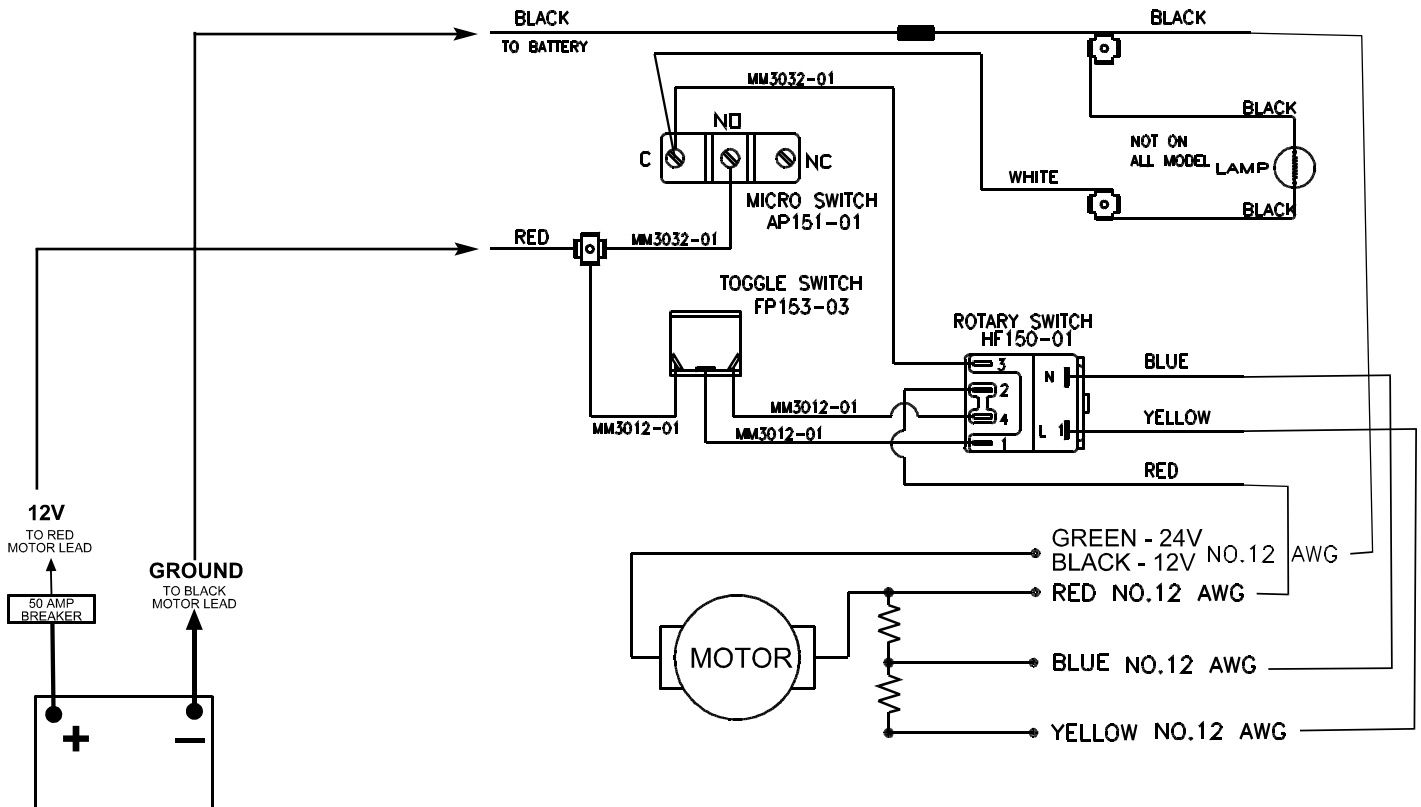 BLACK
TO BATTERY
BLACK
MM3032-01
NO
C
NC
BLACK
NOT ON
ALL MODEL
LAMP
WHITE
BLACK
MICRO SWITCH
AP151-01
RED
MM3032-01
TOGGLE SWITCH
FP153-03
ROTARY SWITCH
HF150-01
3
N
BLUE
2
MM3012-01
4
YELLOW
MM3012-01
MM3012-01
L 1
1
RED
12V
TO RED
MOTOR LEAD
50 AMP
BREAKER
GROUND
TO BLACK
MOTOR LEAD
GREEN - 24V
BLACK - 12V
NO.12 AWG
RED NO.12 AWG
MOTOR
BLUE NO.12 AWG
YELLOW NO.12 AWG
+
-